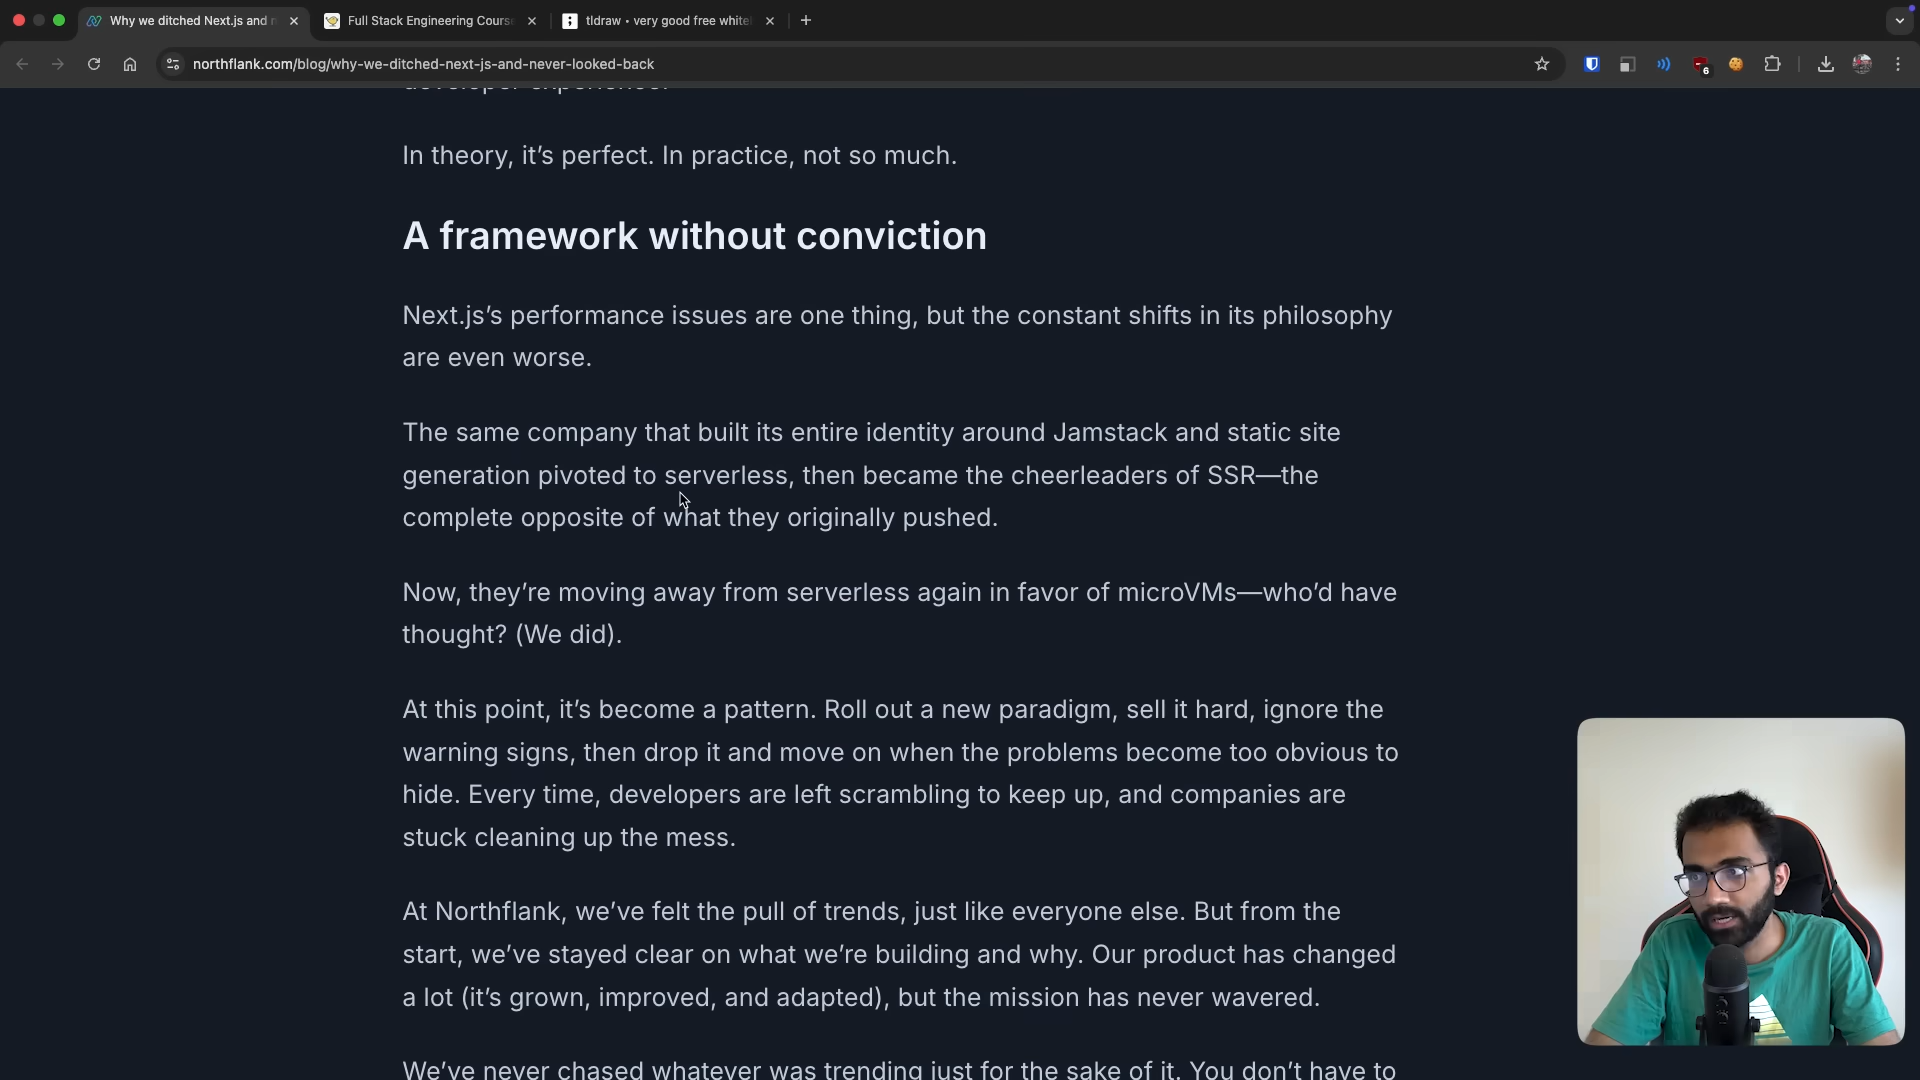 Why we ditched Next.js and n
Full Stack Engineering Course
tldraw • very good free white
northflank.com/blog/why-we-ditched-next-js-and-never-looked-back
6
developer experience.
In theory, it’s perfect. In practice, not so much.
A framework without conviction
Next.js’s performance issues are one thing, but the constant shifts in its philosophy
are even worse.
The same company that built its entire identity around Jamstack and static site
generation pivoted to serverless, then became the cheerleaders of SSR—the
complete opposite of what they originally pushed.
Now, they’re moving away from serverless again in favor of microVMs—who’d have
thought? (We did).
At this point, it’s become a pattern. Roll out a new paradigm, sell it hard, ignore the
warning signs, then drop it and move on when the problems become too obvious to
hide. Every time, developers are left scrambling to keep up, and companies are
stuck cleaning up the mess.
At Northflank, we’ve felt the pull of trends, just like everyone else. But from the
start, we’ve stayed clear on what we’re building and why. Our product has changed
a lot (it’s grown, improved, and adapted), but the mission has never wavered.
We’ve never chased whatever was trending just for the sake of it. You don’t have to